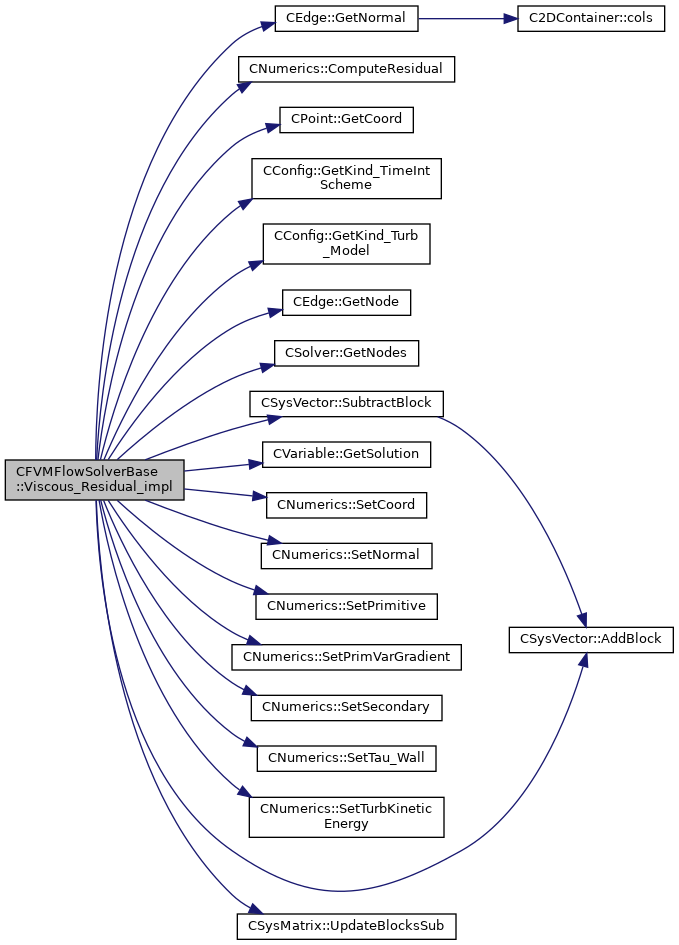 CEdge::GetNormal
C2DContainer::cols
CNumerics::ComputeResidual
CPoint::GetCoord
CConfig::GetKind_TimeInt
Scheme
CConfig::GetKind_Turb
_Model
CEdge::GetNode
CSolver::GetNodes
CSysVector::SubtractBlock
CVariable::GetSolution
CFVMFlowSolverBase
::Viscous_Residual_impl
CNumerics::SetCoord
CNumerics::SetNormal
CNumerics::SetPrimitive
CSysVector::AddBlock
CNumerics::SetPrimVarGradient
CNumerics::SetSecondary
CNumerics::SetTau_Wall
CNumerics::SetTurbKinetic
Energy
CSysMatrix::UpdateBlocksSub